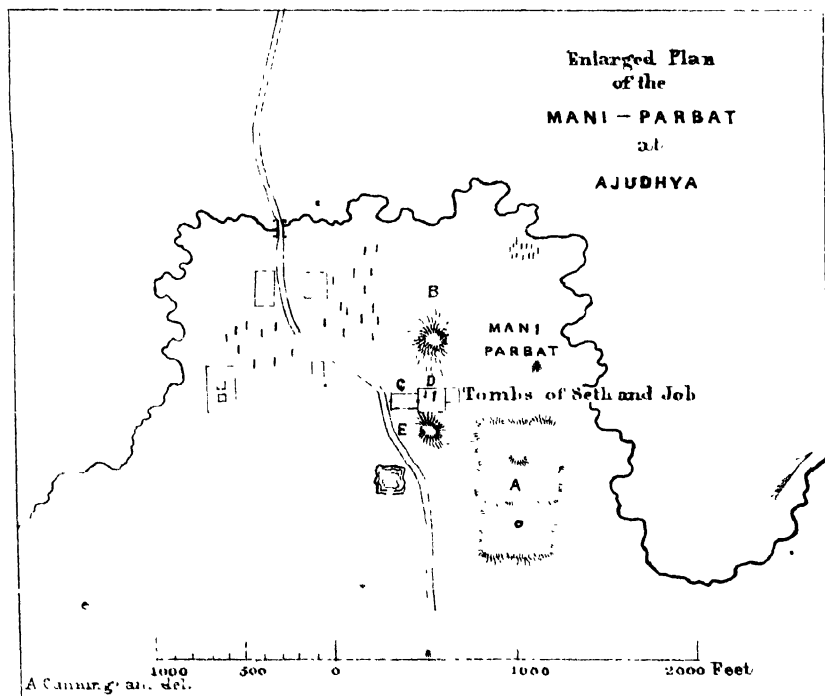 Enlarged Plan
of the
MANI - PARBAT
at
AJUDHYA
B
MANI
PARBAT
C D
Tombs of Seth and Job
E
A
1000 500 0 1000 2000 Feet
A Cunningham del.